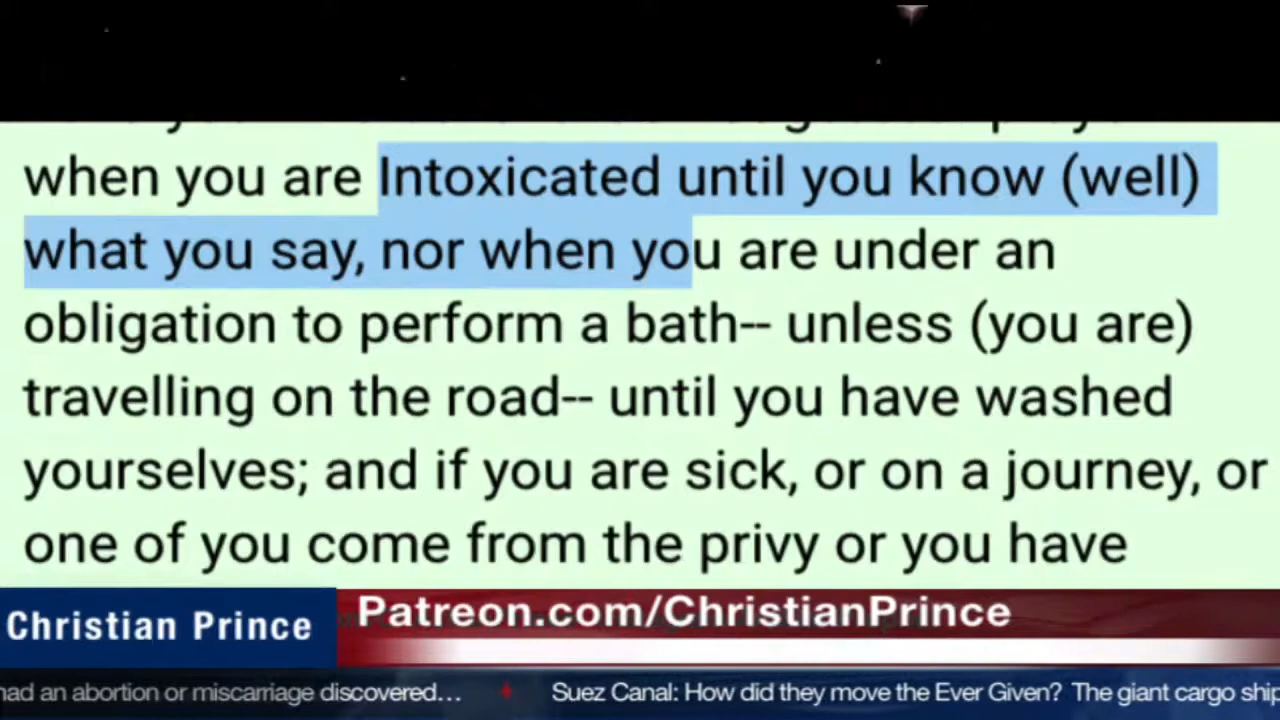 when you are Intoxicated until you know (well)
what you say, nor when you are under an
obligation to perform a bath-- unless (you are)
travelling on the road-- until you have washed
yourselves; and if you are sick, or on a journey, or
one of you come from the privy or you have
Christian Prince
Patreon.com/ChristianPrince
had an abortion or miscarriage discovered... Suez Canal: How did they move the Ever Given? The giant cargo ship